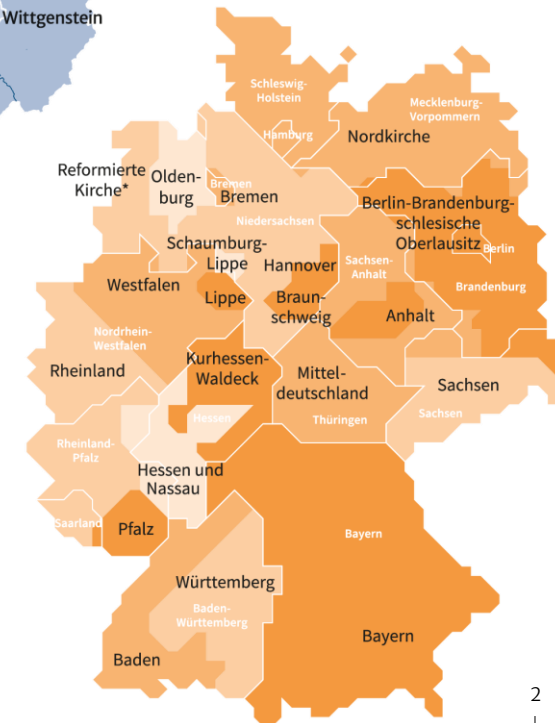 Wittgenstein
Schleswig-
Holstein
Mecklenburg-
Vorpommern
Hamburg
Nordkirche
Reformierte
Kirche*
Olden-
burg
Bremen
Bremen
Berlin-Brandenburg-
schlesische
Oberlausitz
Berlin
Niedersachsen
Schaumburg-
Lippe
Hannover
Sachsen-
Anhalt
Westfalen
Lippe
Braun-
schweig
Brandenburg
Anhalt
Nordrhein-
Westfalen
Rheinland
Kurhessen-
Waldeck
Mittel-
deutschland
Sachsen
Hessen
Thüringen
Sachsen
Rheinland-
Pfalz
Hessen und
Nassau
Saarland
Pfalz
Bayern
Württemberg
Baden-
Württemberg
Bayern
Baden
2